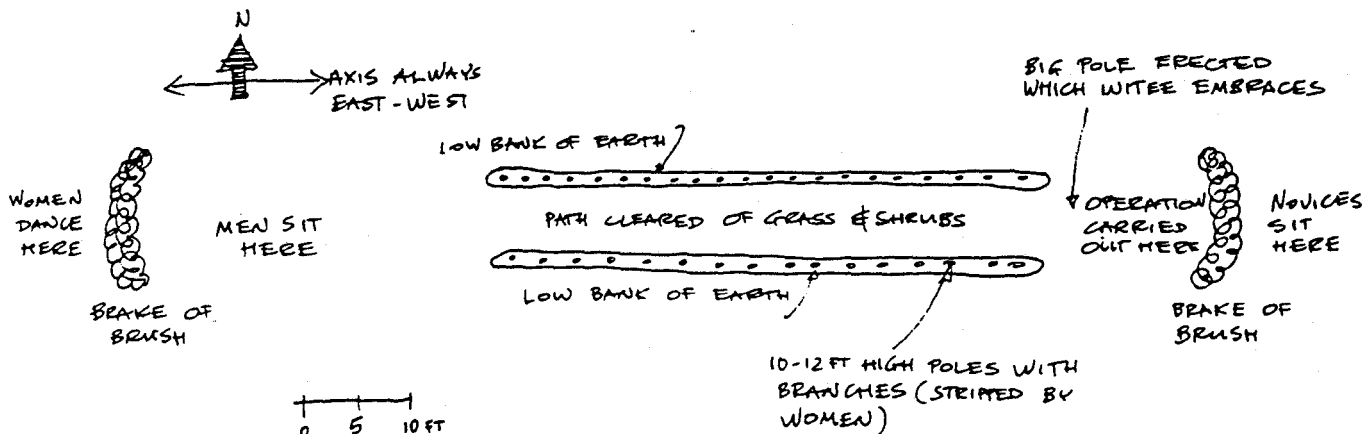 N
AXIS ALWAYS
EAST-WEST
BIG POLE ERECTED
WHICH WITEE EMBRACES
LOW BANK OF EARTH
WOMEN
DANCE
HERE
MEN SIT
HERE
PATH CLEARED OF GRASS & SHRUBS
OPERATION
CARRIED
OUT HERE
NOVICES
SIT
HERE
LOW BANK OF EARTH
BRAKE OF
BRUSH
BRAKE OF
BRUSH
10-12 FT HIGH POLES WITH
BRANCHES (STRIPPED BY
WOMEN)
0 5 10 FT